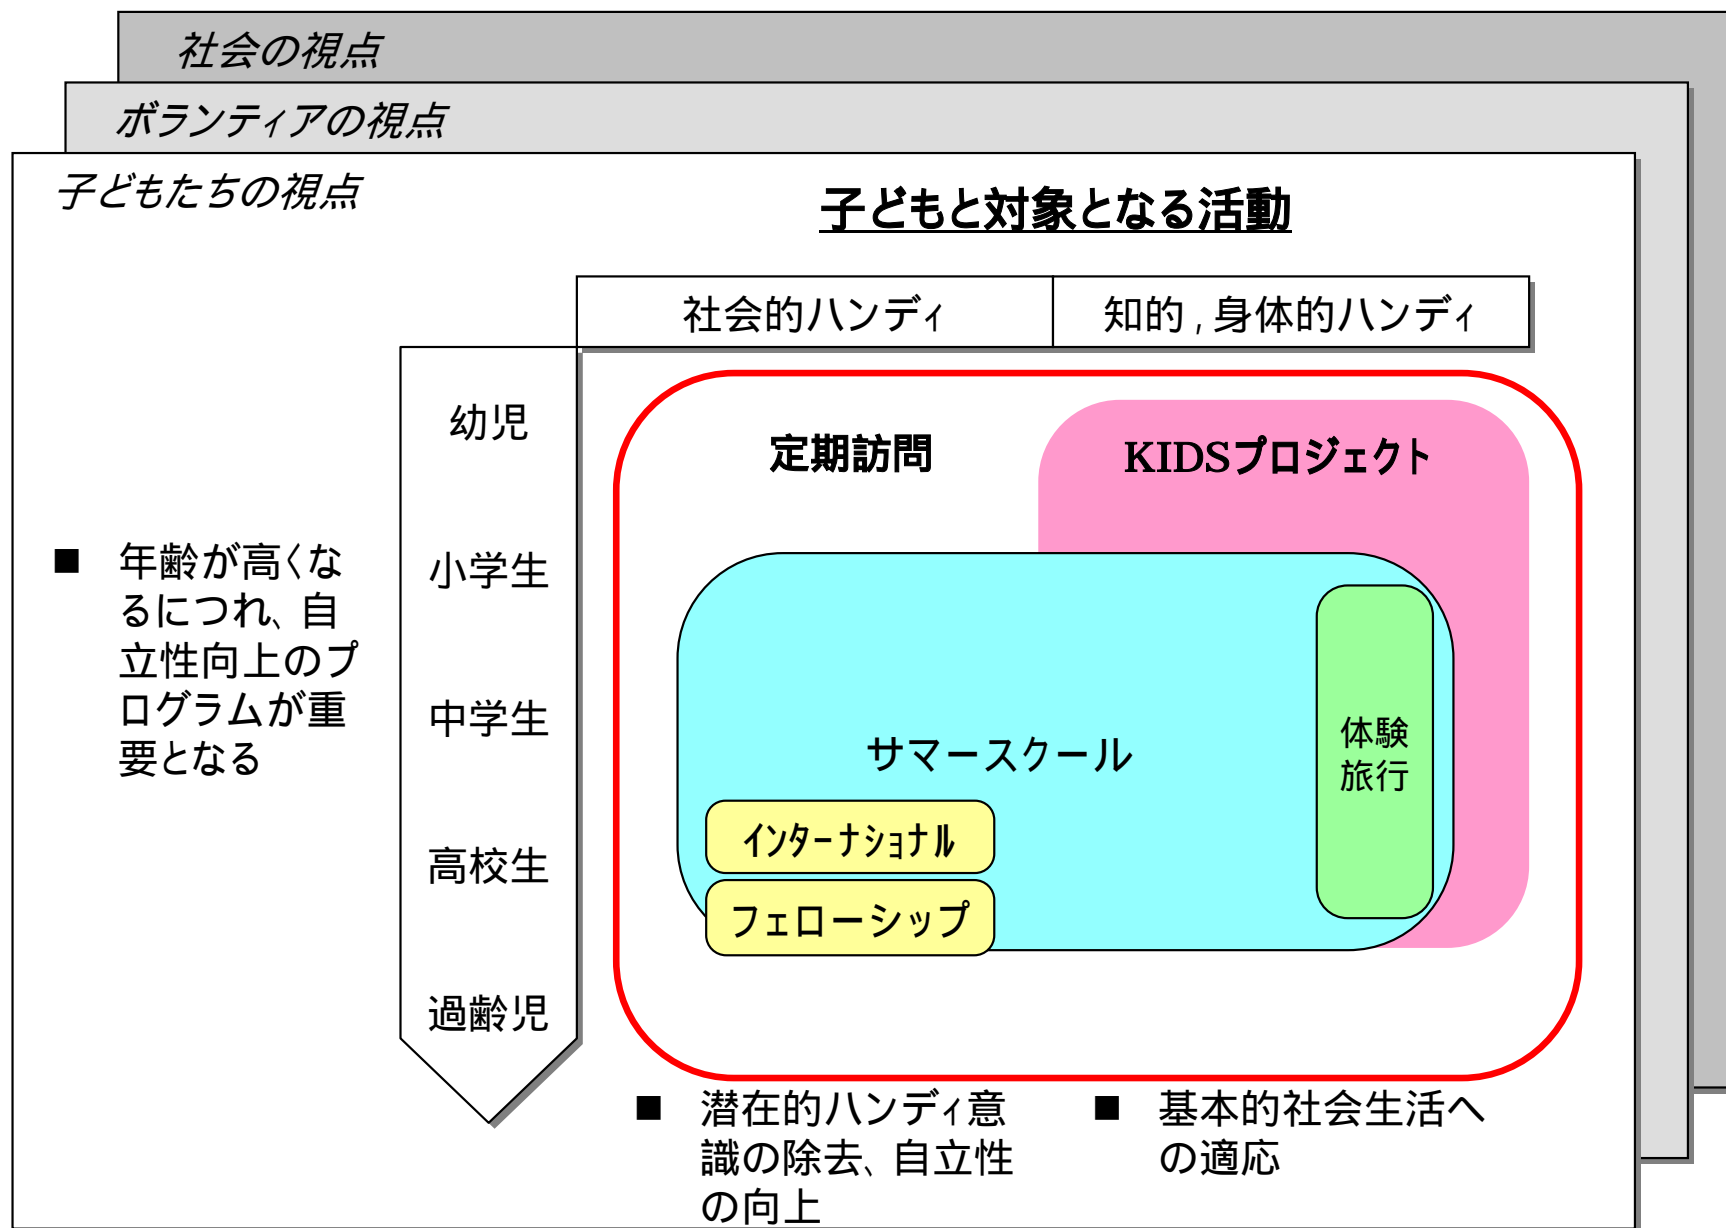 社会の視点
ボランティアの視点
子どもたちの視点
子どもと対象となる活動
社会的ハンディ
知的,身体的ハンディ
幼児
定期訪問
KIDSプロジェクト
小学生
■ 年齢が高くな
るにつれ、自
立性向上のプ
ログラムが重
要となる
中学生
サマースクール
体験
旅行
インターナショナル
高校生
フェローシップ
過齢児
■ 潜在的ハンディ意
識の除去、自立性
の向上
■ 基本的社会生活へ
の適応